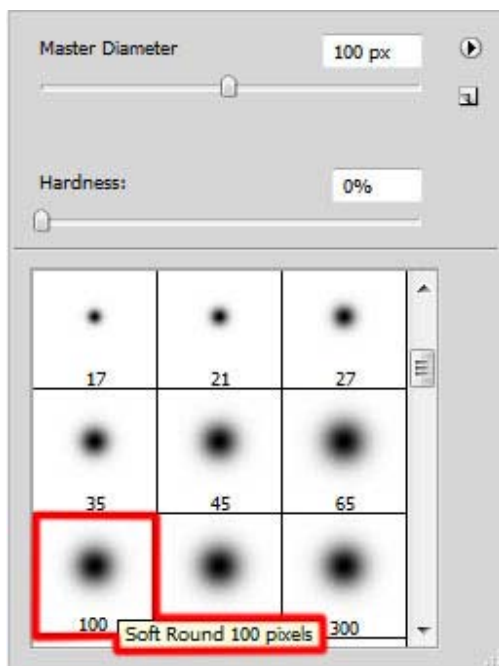 Master Diameter 100 px
Hardness: 0%
17 21 27
35 45 65
100 300
Soft Round 100 pixels